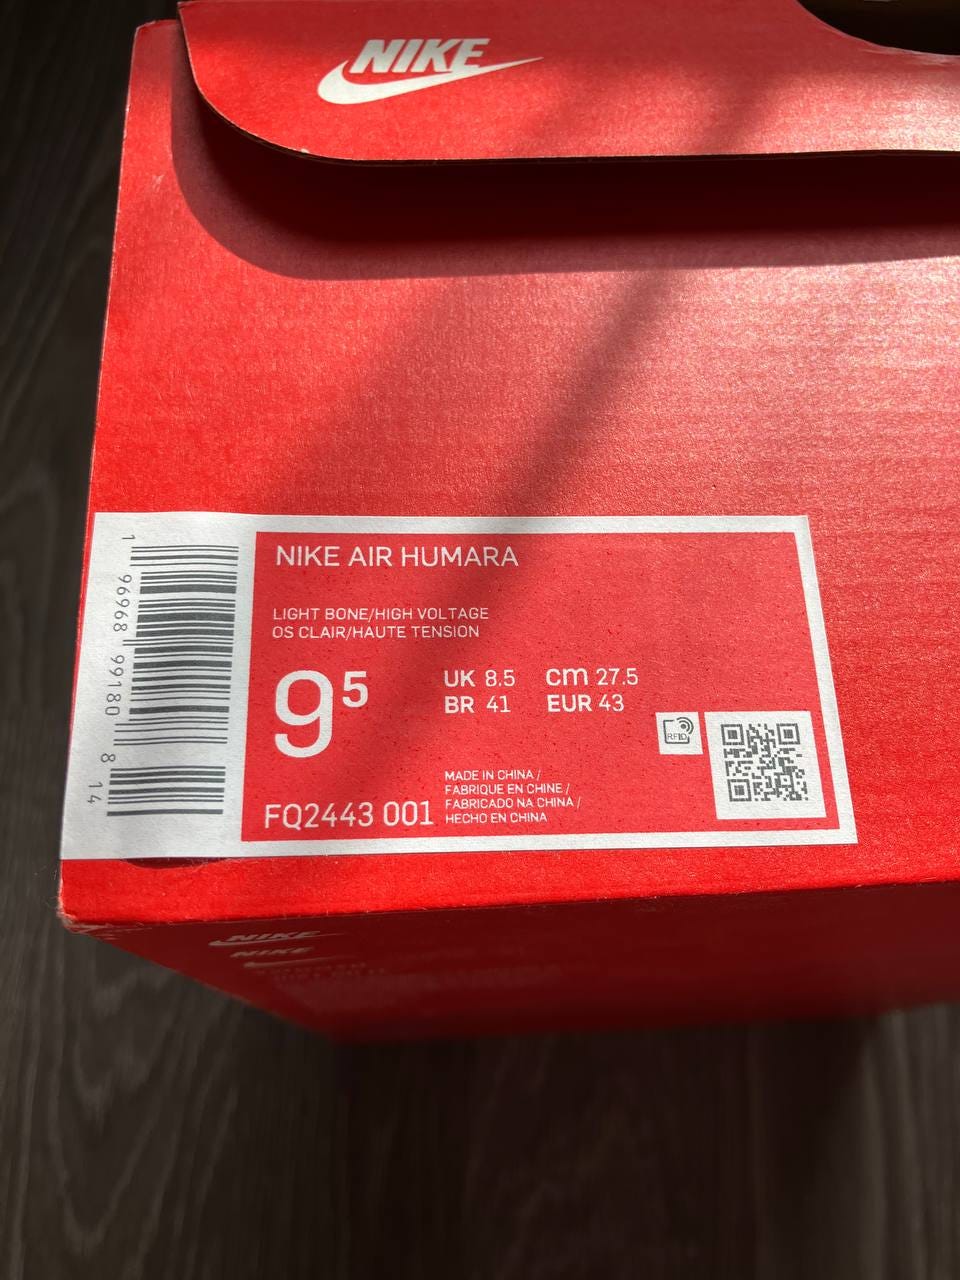 NIKE
NIKE AIR HUMARA
LIGHT BONE/HIGH VOLTAGE
OS CLAIR/HAUTE TENSION
9⁵
UK 8.5 cm 27.5
BR 41 EUR 43
RFID
MADE IN CHINA /
FABRIQUE EN CHINE /
FABRICADO NA CHINA /
HECHO EN CHINA
FQ2443 001
1 96968 99180 8 14
NIKE
NIKE